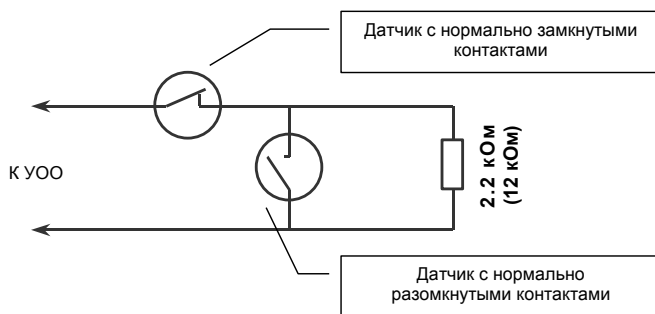 Датчик с нормально замкнутыми
контактами
К УОО
2.2 кОм
(12 кОм)
Датчик с нормально
разомкнутыми контактами